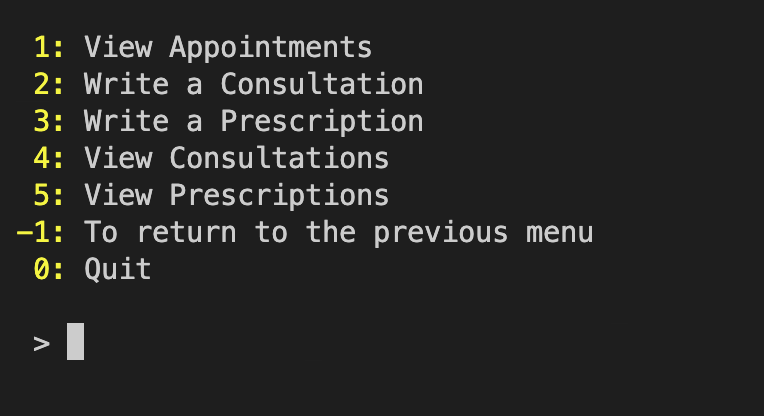 1: View Appointments
2: Write a Consultation
3: Write a Prescription
4: View Consultations
5: View Prescriptions
-1: To return to the previous menu
0: Quit
>